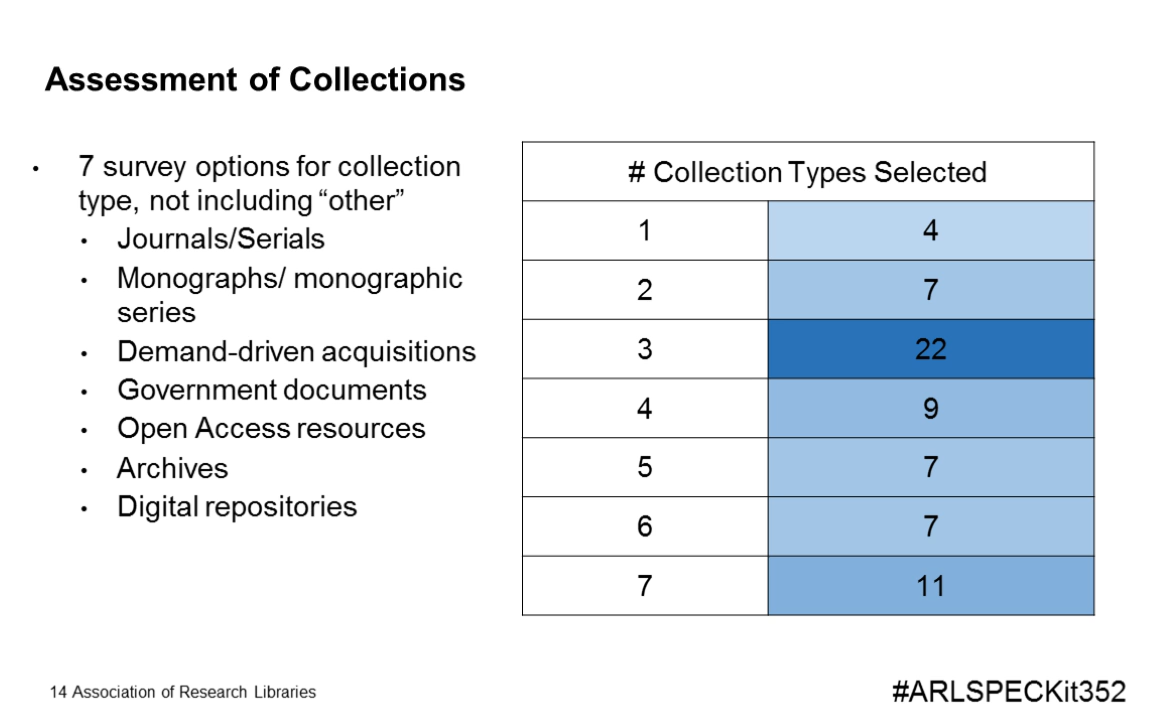 Assessment of Collections
• 7 survey options for collection
type, not including “other”
• Journals/Serials
• Monographs/ monographic
series
• Demand-driven acquisitions
• Government documents
• Open Access resources
• Archives
• Digital repositories
# Collection Types Selected
1 4
2 7
3 22
4 9
5 7
6 7
7 11
14 Association of Research Libraries
#ARLSPECKit352